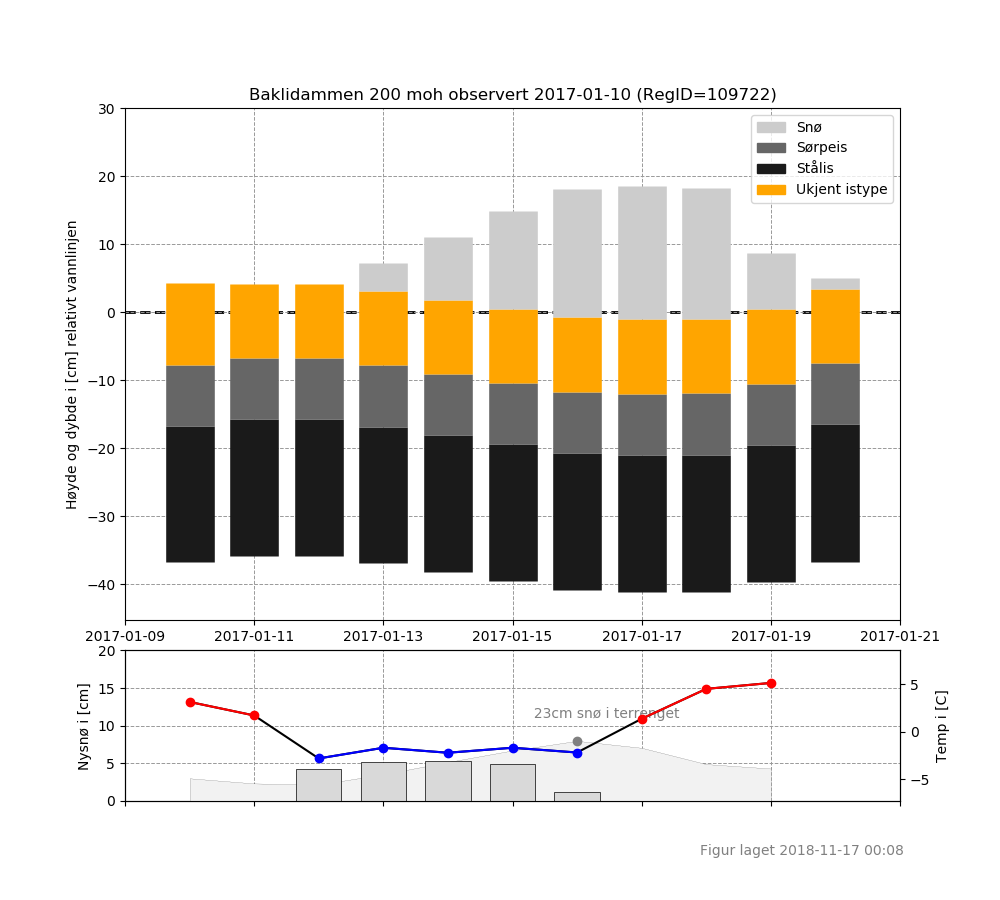 Baklidammen 200 moh observert 2017-01-10 (RegID=109722)
Høyde og dybde i [cm] relativt vannlinjen
30
20
10
0
−10
−20
−30
−40
Snø
Sørpeis
Stålis
Ukjent istype
2017-01-09 2017-01-11 2017-01-13 2017-01-15 2017-01-17 2017-01-19 2017-01-21
Nysnø i [cm]
20
15
10
5
0
23cm snø i terrenget
5
0
−5
Temp i [C]
Figur laget 2018-11-17 00:08